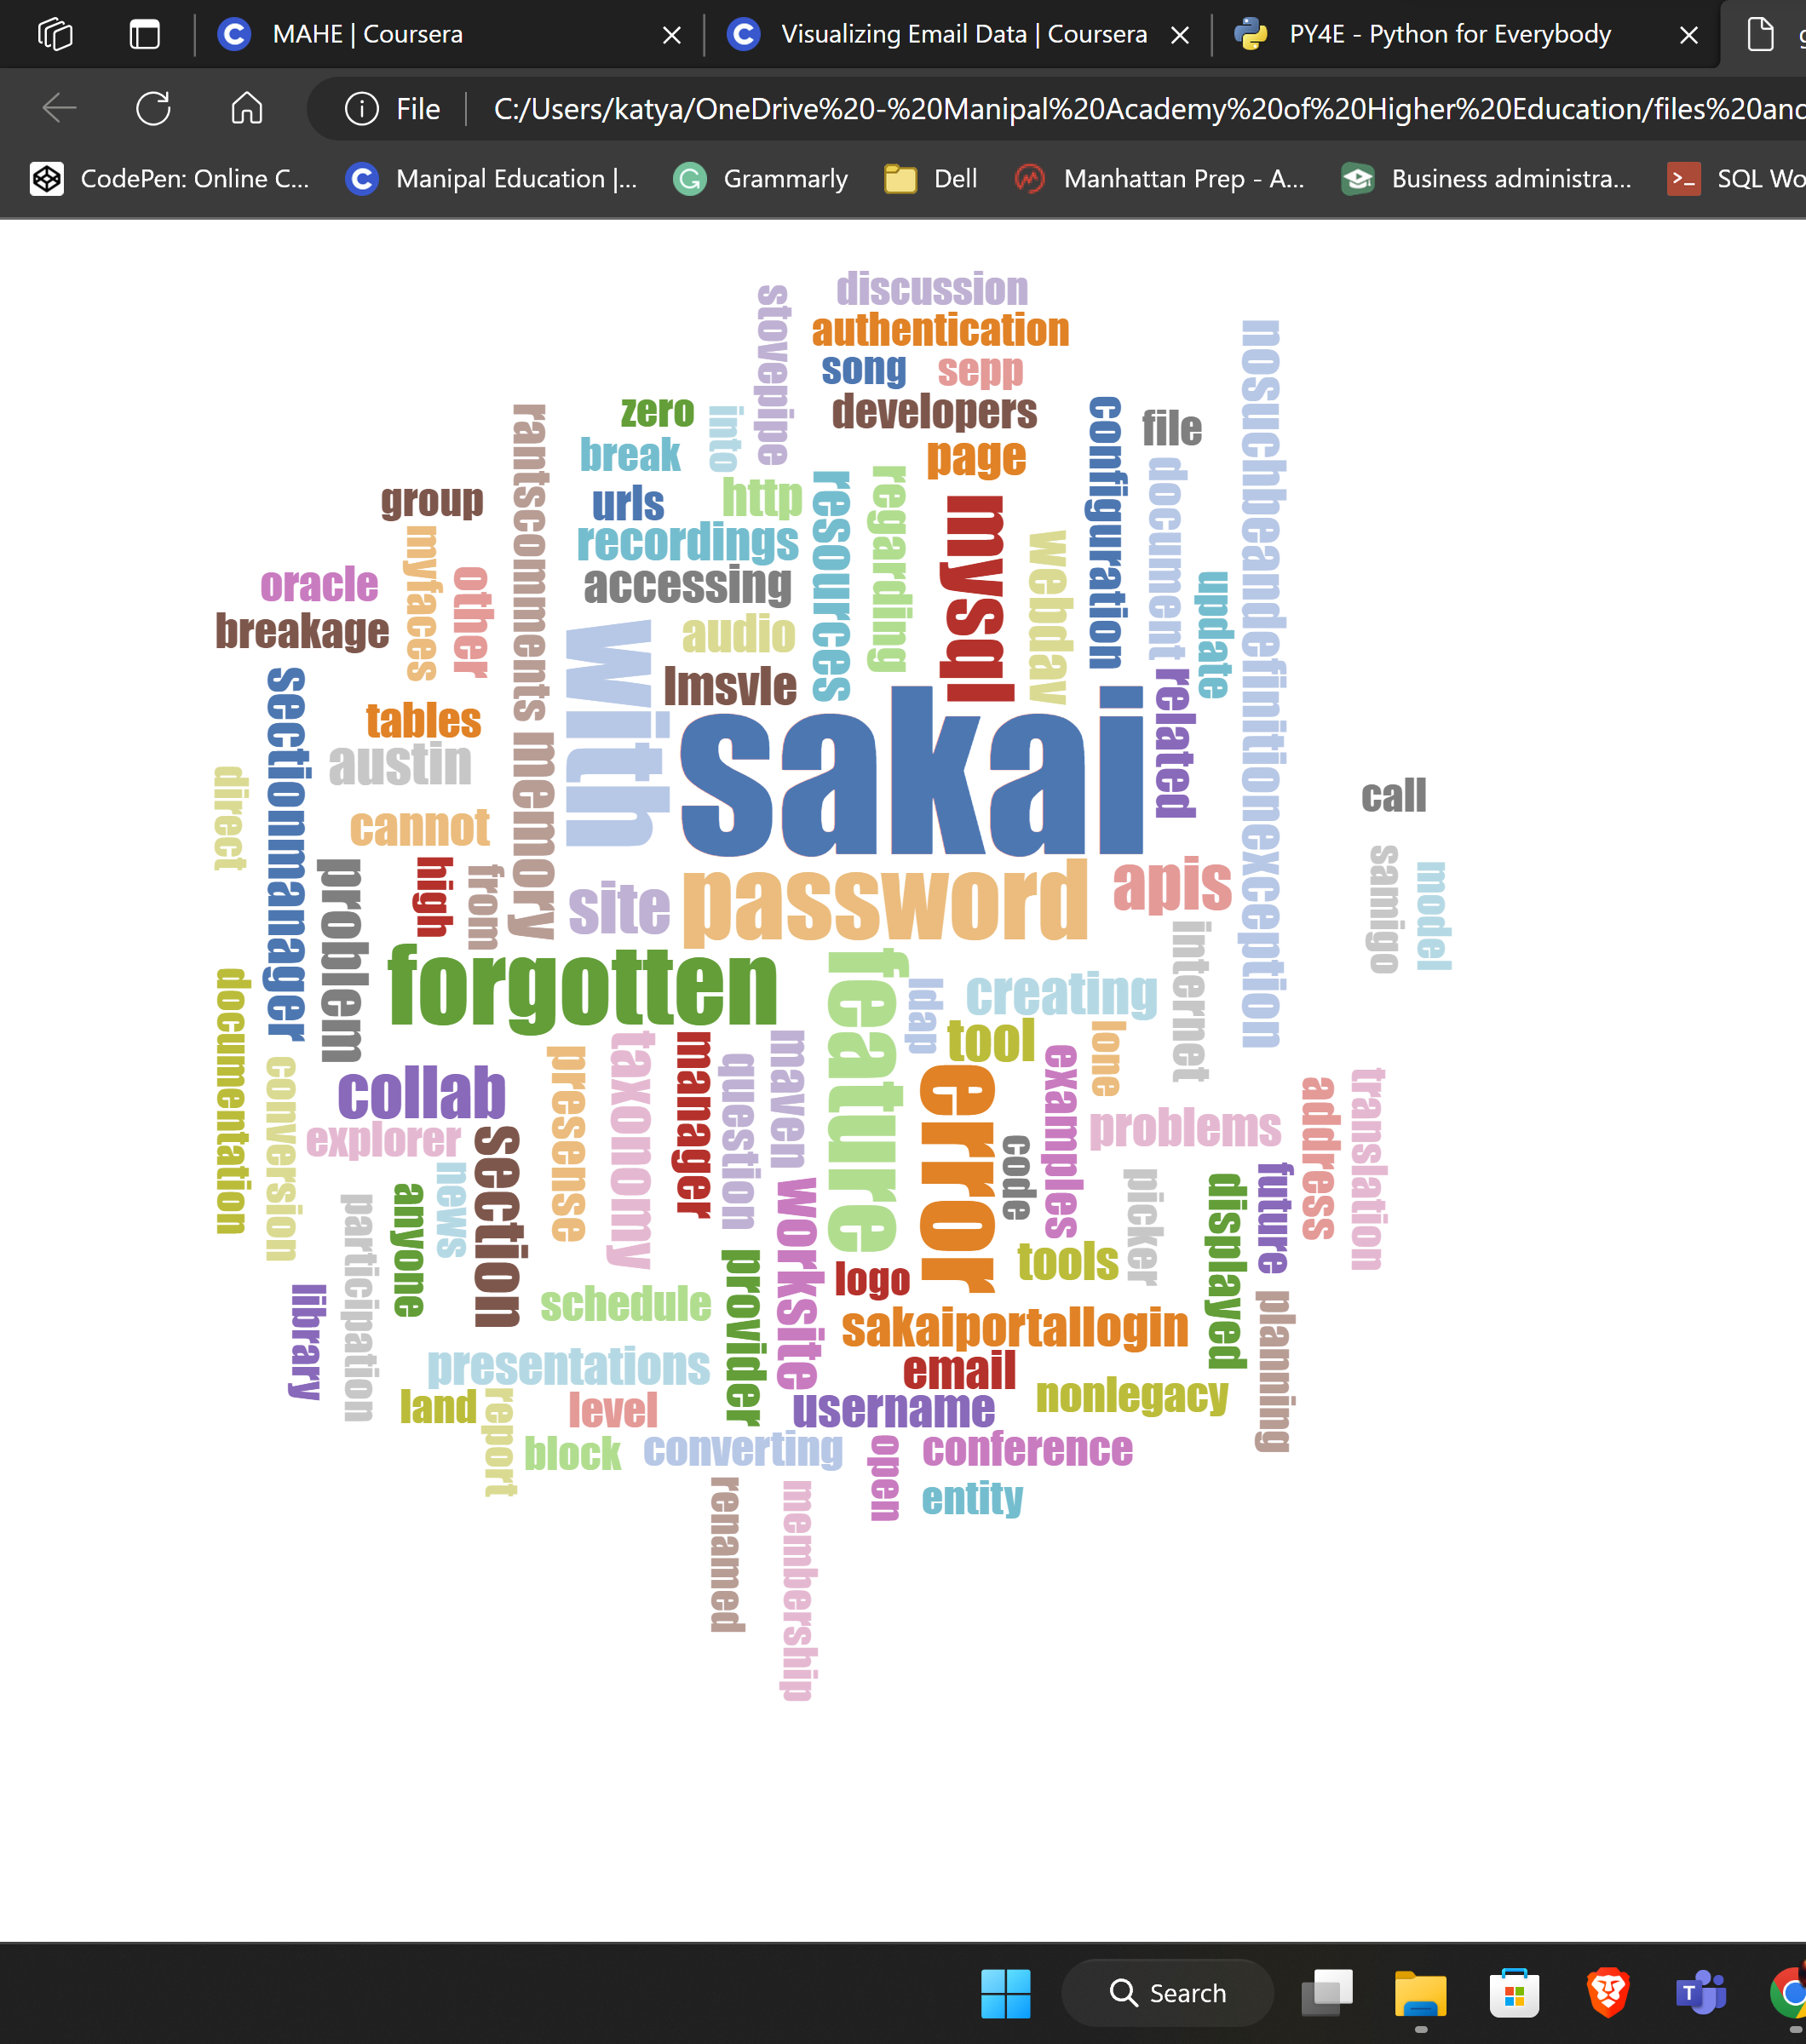 MAHE | Coursera
Visualizing Email Data | Coursera
PY4E - Python for Everybody
File
C:/Users/katya/OneDrive%20-%20Manipal%20Academy%20of%20Higher%20Education/files%20and
CodePen: Online C...
Manipal Education |...
Grammarly
Dell
Manhattan Prep - A...
Business administra...
SQL Wo
discussion
stovepipe
authentication
song
sepp
nosuchbeandefinitionexception
zero
into
developers
configuration
file
rantscomments
break
page
document
group
urls
http
resources
regarding
mysql
myfaces
recordings
webdav
oracle
other
accessing
update
breakage
With
audio
sectionmanager
lmsvle
related
tables
sakai
memory
austin
direct
call
cannot
samigo
model
problem
high
from
site
password
apis
internet
forgotten
feature
ldap
creating
documentation
tool
lone
conversion
collab
presense
taxonomy
manager
question
maven
error
examples
address
translation
explorer
section
code
problems
news
participation
anyone
worksite
picker
displayed
future
library
schedule
provider
logo
tools
planning
sakaiportallogin
presentations
email
land
report
level
username
nonlegacy
block
converting
open
conference
renamed
membership
entity
Search
T